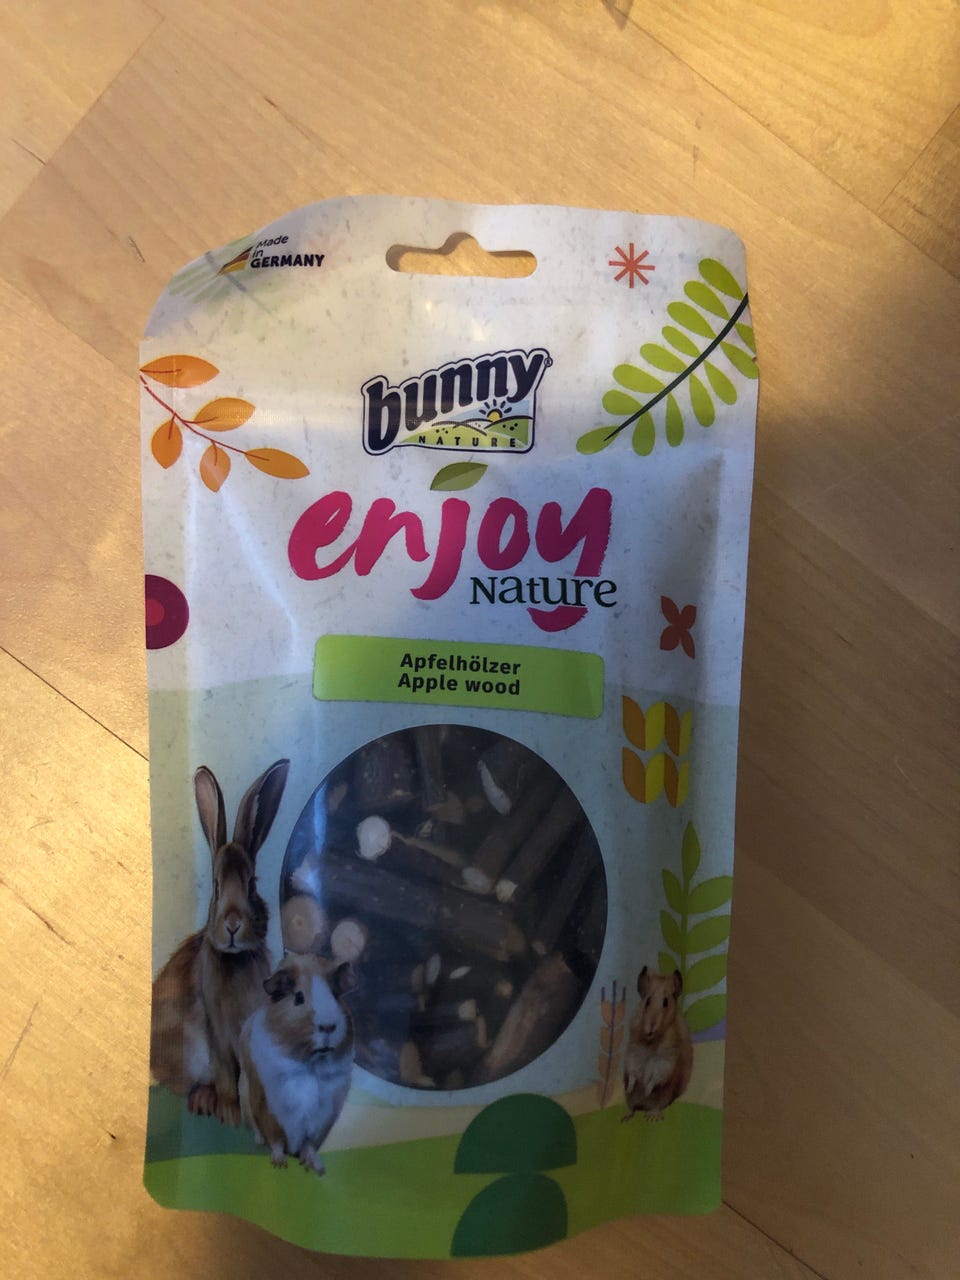 Made
in
GERMANY
bunny®
NATURE
enjoy
Nature
Apfelhölzer
Apple wood